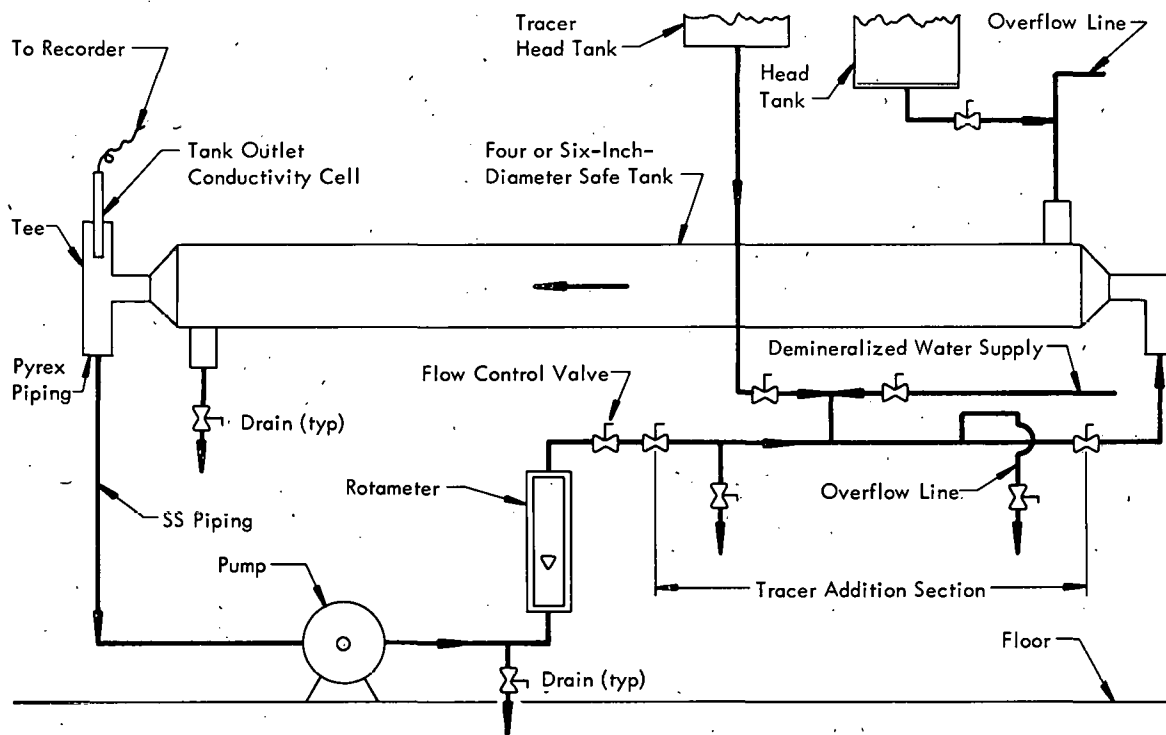 To Recorder
Tracer
Head Tank
Overflow Line
Head
Tank
Tank Outlet
Conductivity Cell
Four or Six-Inch-
Diameter Safe Tank
Tee
Pyrex
Piping
Flow Control Valve
Demineralized Water Supply
Drain (typ)
Rotameter
Overflow Line
SS Piping
Pump
Tracer Addition Section
Drain (typ)
Floor